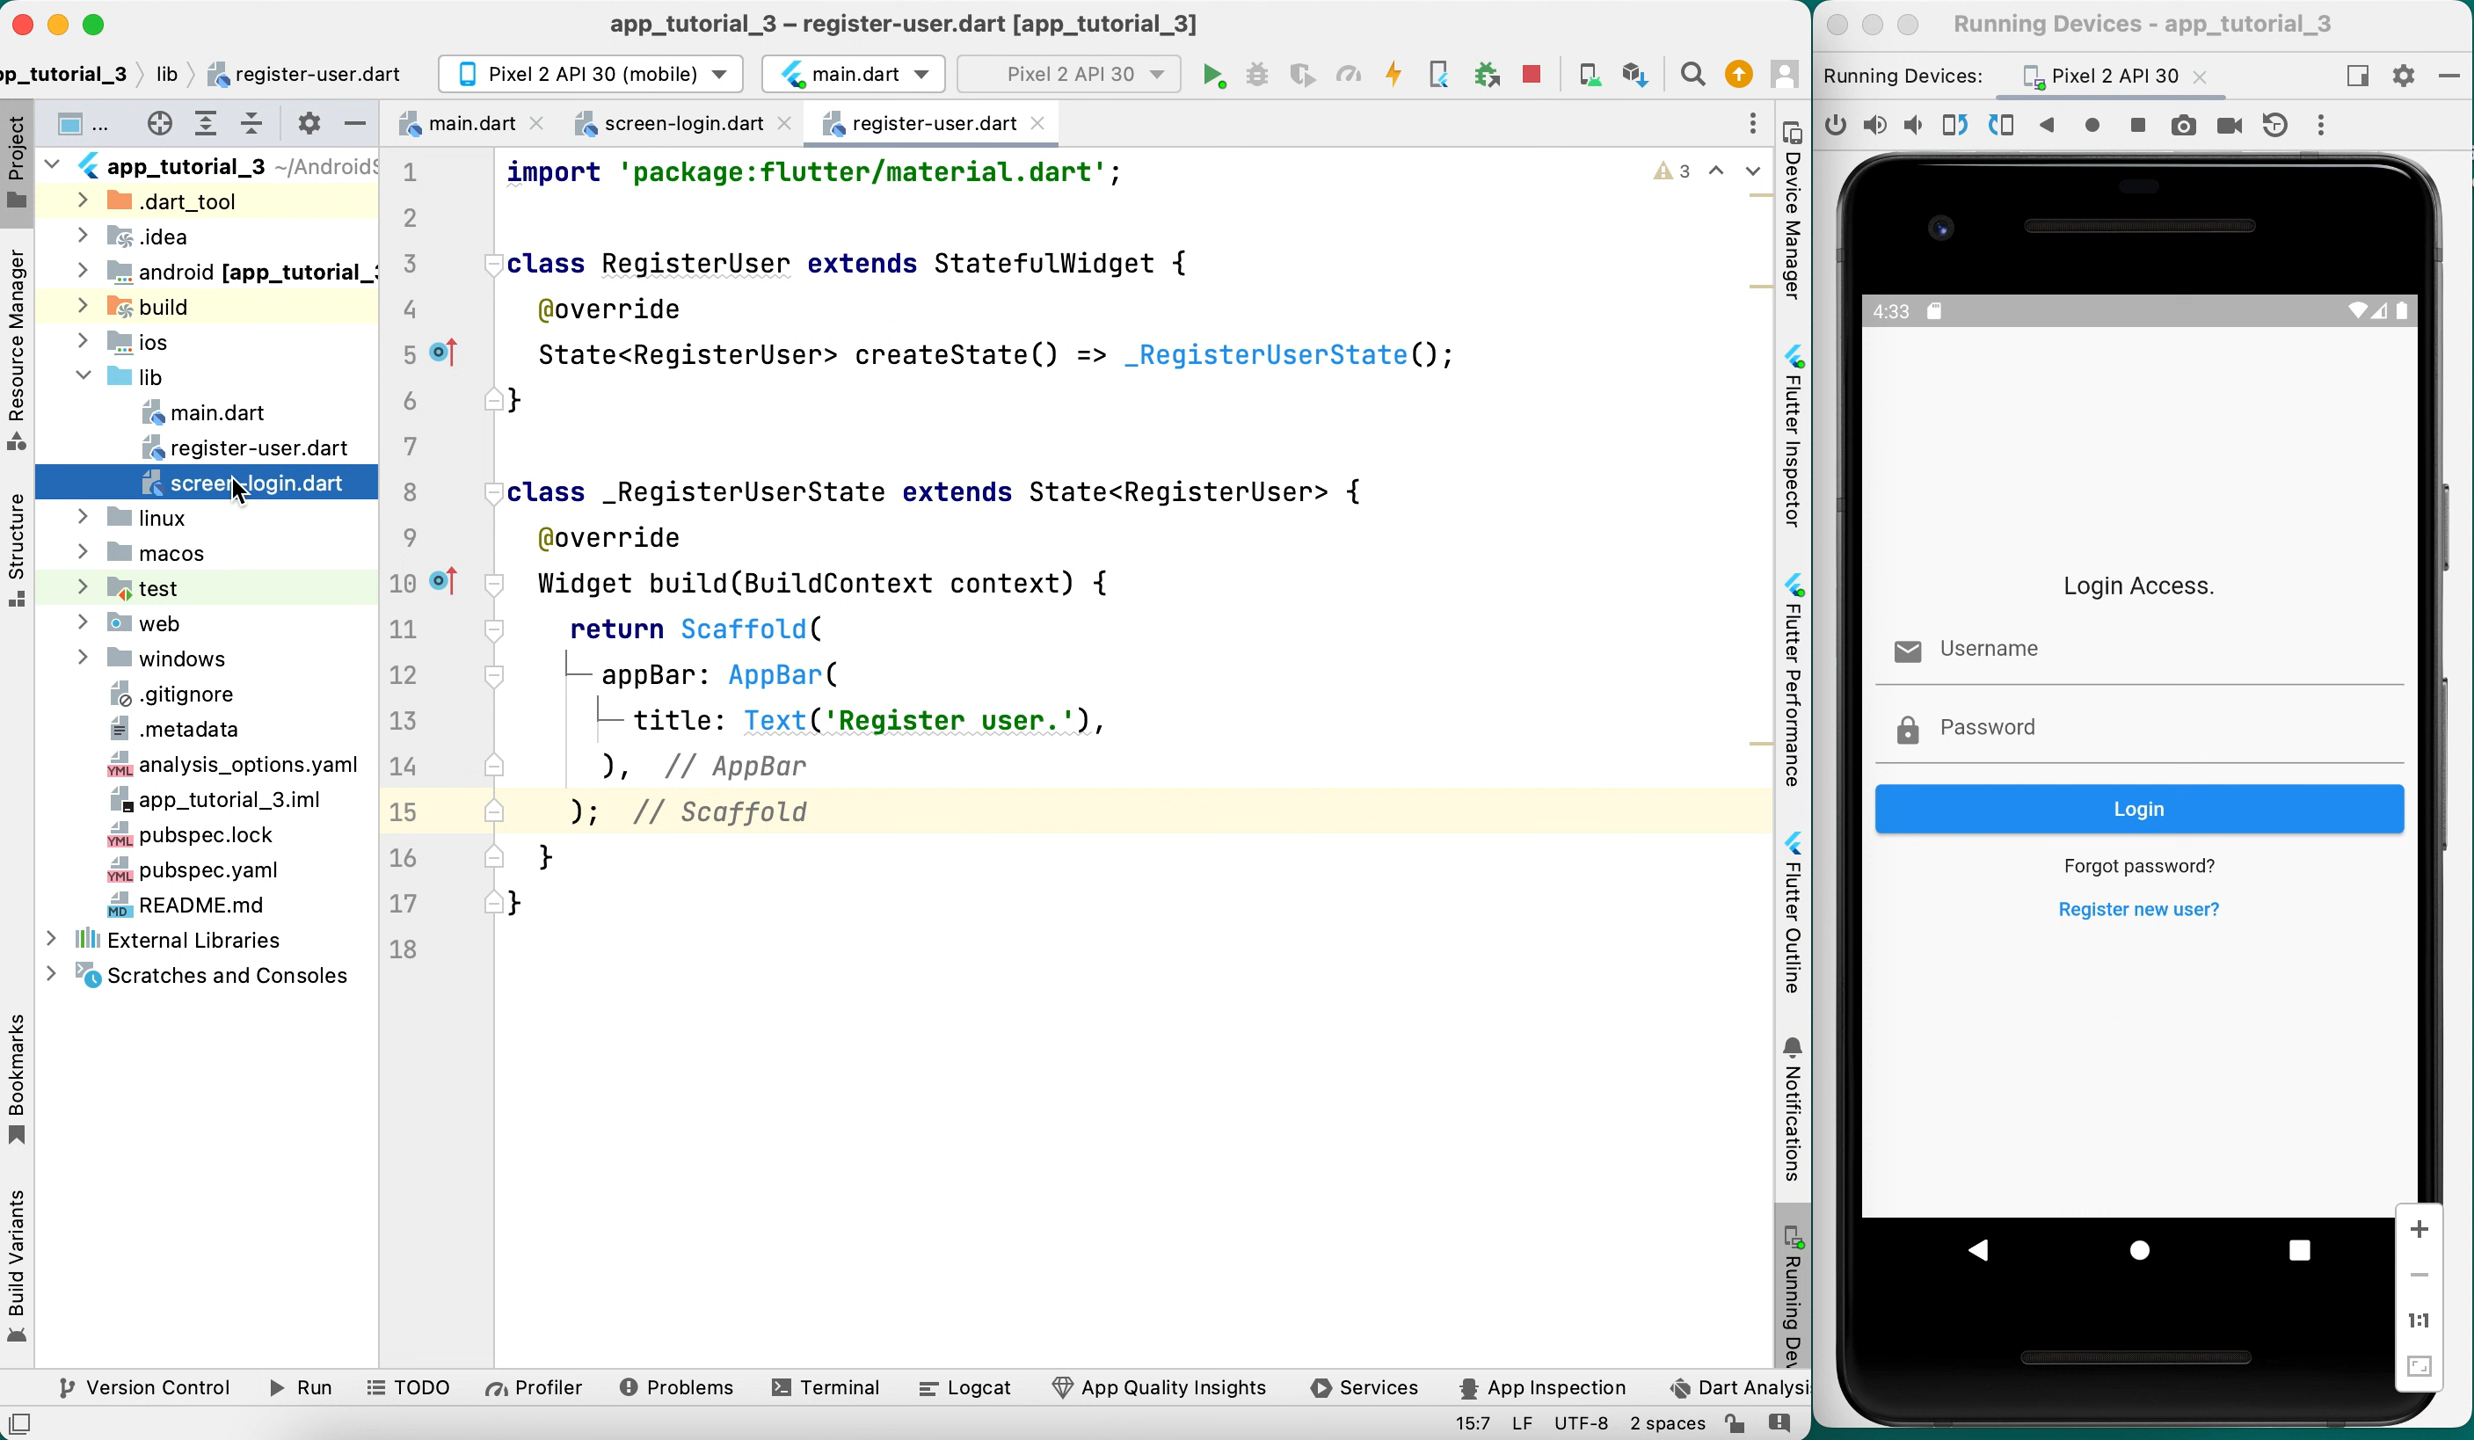 app_tutorial_3 – register-user.dart [app_tutorial_3]
pp_tutorial_3
lib
register-user.dart
Pixel 2 API 30 (mobile)
main.dart
Pixel 2 API 30
...
main.dart
screen-login.dart
register-user.dart
Project
Resource Manager
Structure
Bookmarks
Build Variants
app_tutorial_3 ~/AndroidS
.dart_tool
.idea
android [app_tutorial_3
build
ios
lib
main.dart
register-user.dart
screen-login.dart
linux
macos
test
web
windows
.gitignore
.metadata
analysis_options.yaml
app_tutorial_3.iml
pubspec.lock
pubspec.yaml
README.md
External Libraries
Scratches and Consoles
3
1 import 'package:flutter/material.dart';
2
3 class RegisterUser extends StatefulWidget {
4 @override
5 State<RegisterUser> createState() => _RegisterUserState();
6 }
7
8 class _RegisterUserState extends State<RegisterUser> {
9 @override
10 Widget build(BuildContext context) {
11 return Scaffold(
12 appBar: AppBar(
13 title: Text('Register user.'),
14 ), // AppBar
15 ); // Scaffold
16 }
17 }
18
Device Manager
Flutter Inspector
Flutter Performance
Flutter Outline
Notifications
Running Dev
Version Control
Run
TODO
Profiler
Problems
Terminal
Logcat
App Quality Insights
Services
App Inspection
Dart Analysi
15:7
LF
UTF-8
2 spaces
Running Devices - app_tutorial_3
Running Devices:
Pixel 2 API 30
4:33
Login Access.
Username
Password
Login
Forgot password?
Register new user?
1:1